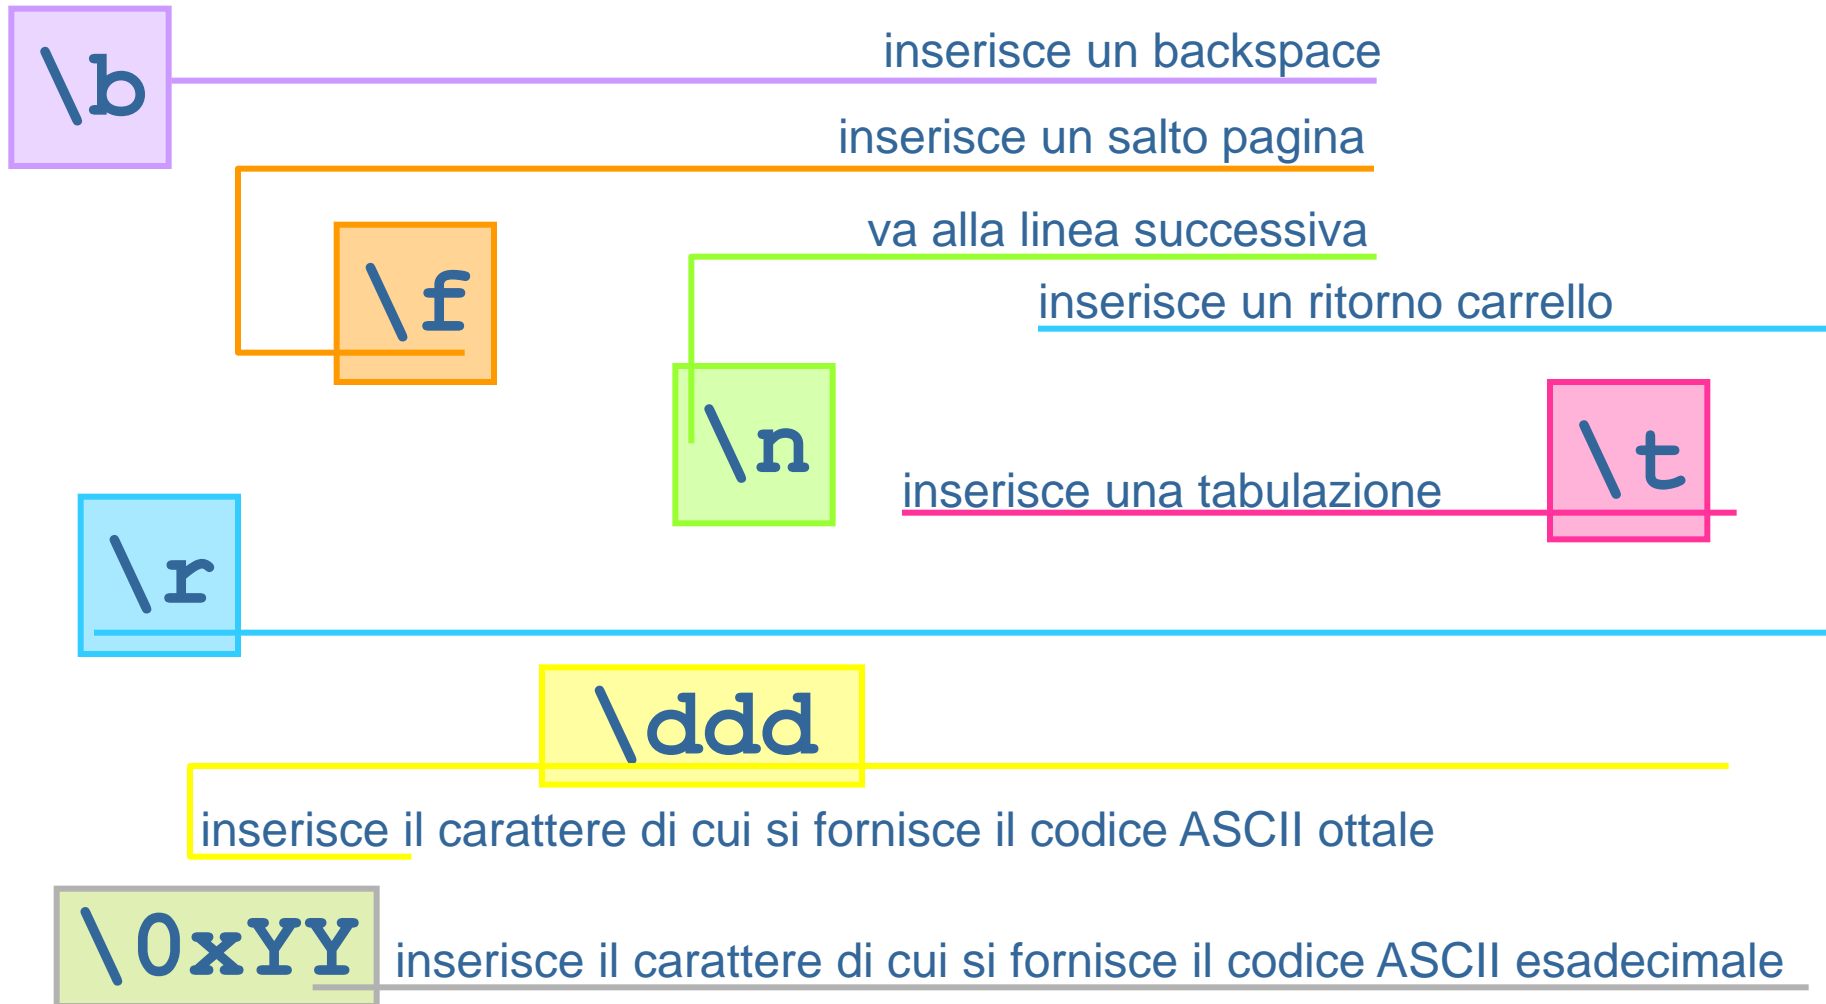 \b
inserisce un backspace
inserisce un salto pagina
\f
va alla linea successiva
\n
inserisce un ritorno carrello
\t
inserisce una tabulazione
\r
\ddd
inserisce il carattere di cui si fornisce il codice ASCII ottale
\0xYY
inserisce il carattere di cui si fornisce il codice ASCII esadecimale